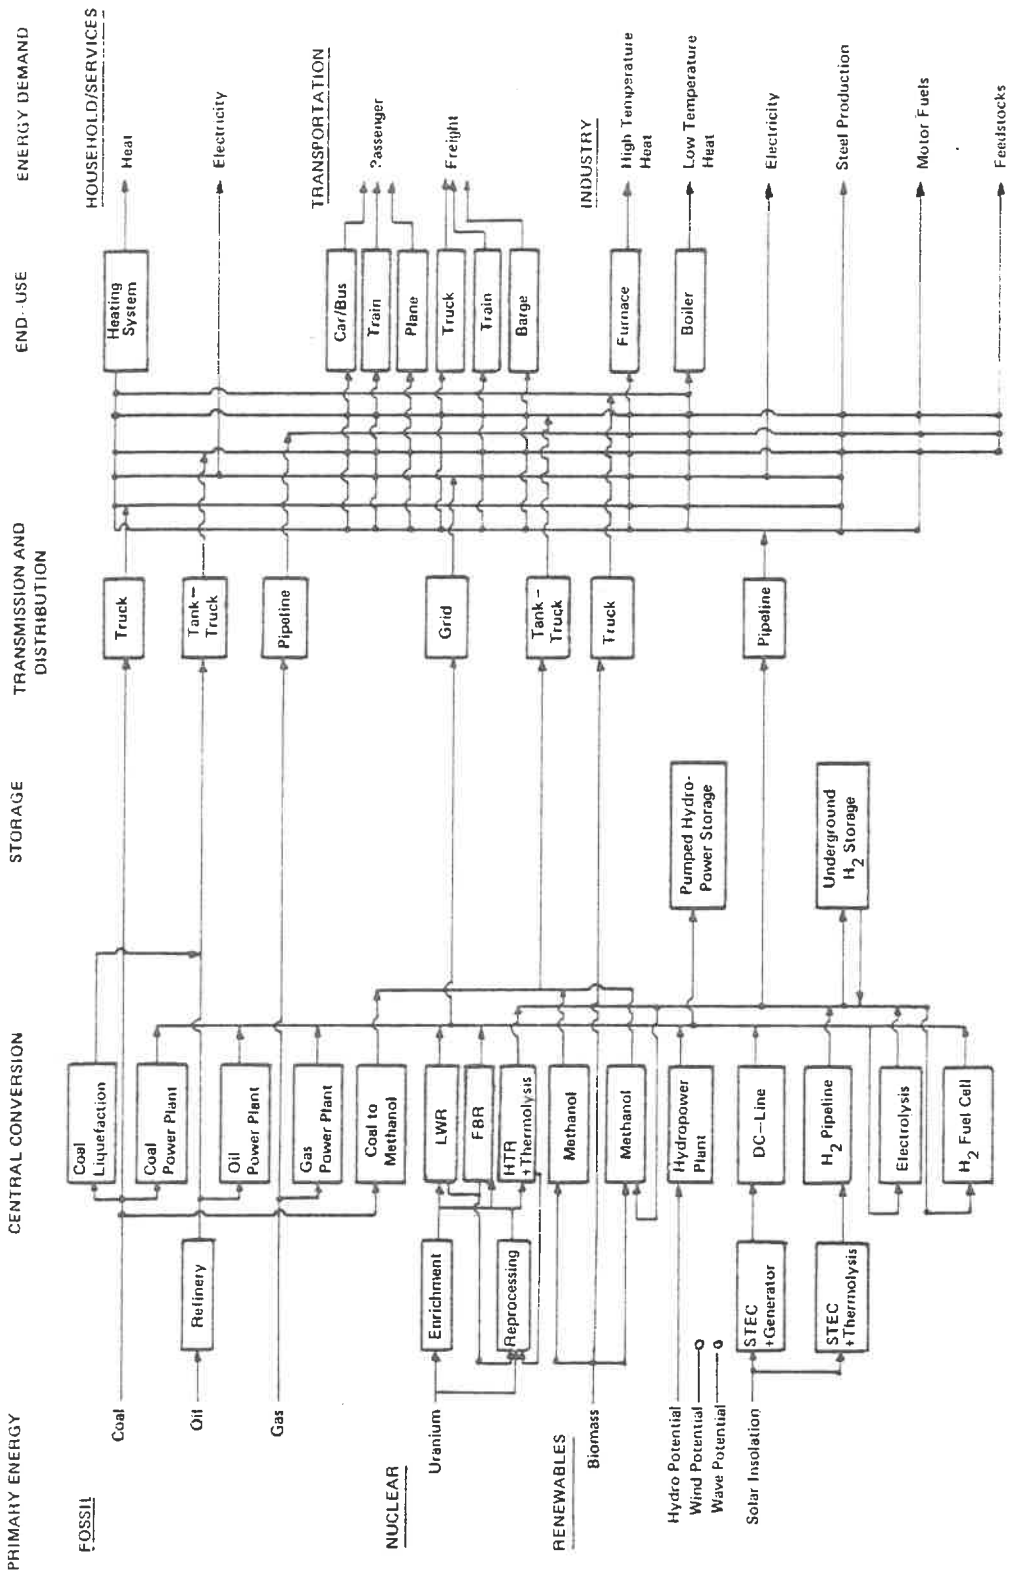 PRIMARY ENERGY
CENTRAL CONVERSION
STORAGE
TRANSMISSION AND
DISTRIBUTION
END-USE
ENERGY DEMAND
FOSSIL
Coal
Oil
Gas
NUCLEAR
Uranium
RENEWABLES
Biomass
Hydro Potential
Wind Potential
Wave Potential
Solar Insolation
Refinery
Enrichment
Reprocessing
STEC
+Generator
STEC
+Thermolysis
Coal
Liquefaction
Coal
Power Plant
Oil
Power Plant
Gas
Power Plant
Coal to
Methanol
LWR
FBR
HTR
+Thermolysis
Methanol
Methanol
Hydropower
Plant
DC-Line
H2 Pipeline
Electrolysis
H2 Fuel Cell
Pumped Hydro-
Power Storage
Underground
H2 Storage
Truck
Tank-
Truck
Pipeline
Grid
Tank-
Truck
Truck
Pipeline
Heating
System
Car/Bus
Train
Plane
Truck
Train
Barge
Furnace
Boiler
HOUSEHOLD/SERVICES
Heat
Electricity
TRANSPORTATION
Passenger
Freight
INDUSTRY
High Temperature
Heat
Low Temperature
Heat
Electricity
Steel Production
Motor Fuels
Feedstocks